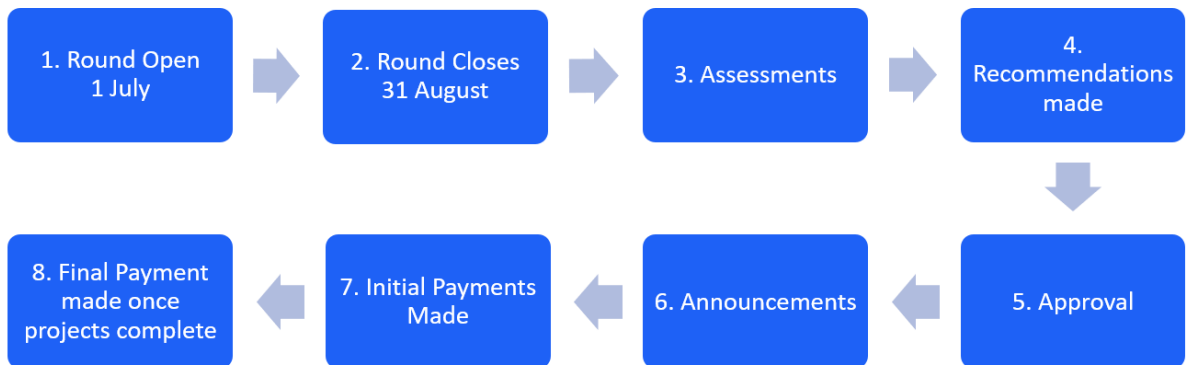 1. Round Open
1 July
2. Round Closes
31 August
3. Assessments
4.
Recommendations
made
5. Approval
6. Announcements
7. Initial Payments
Made
8. Final Payment
made once
projects complete